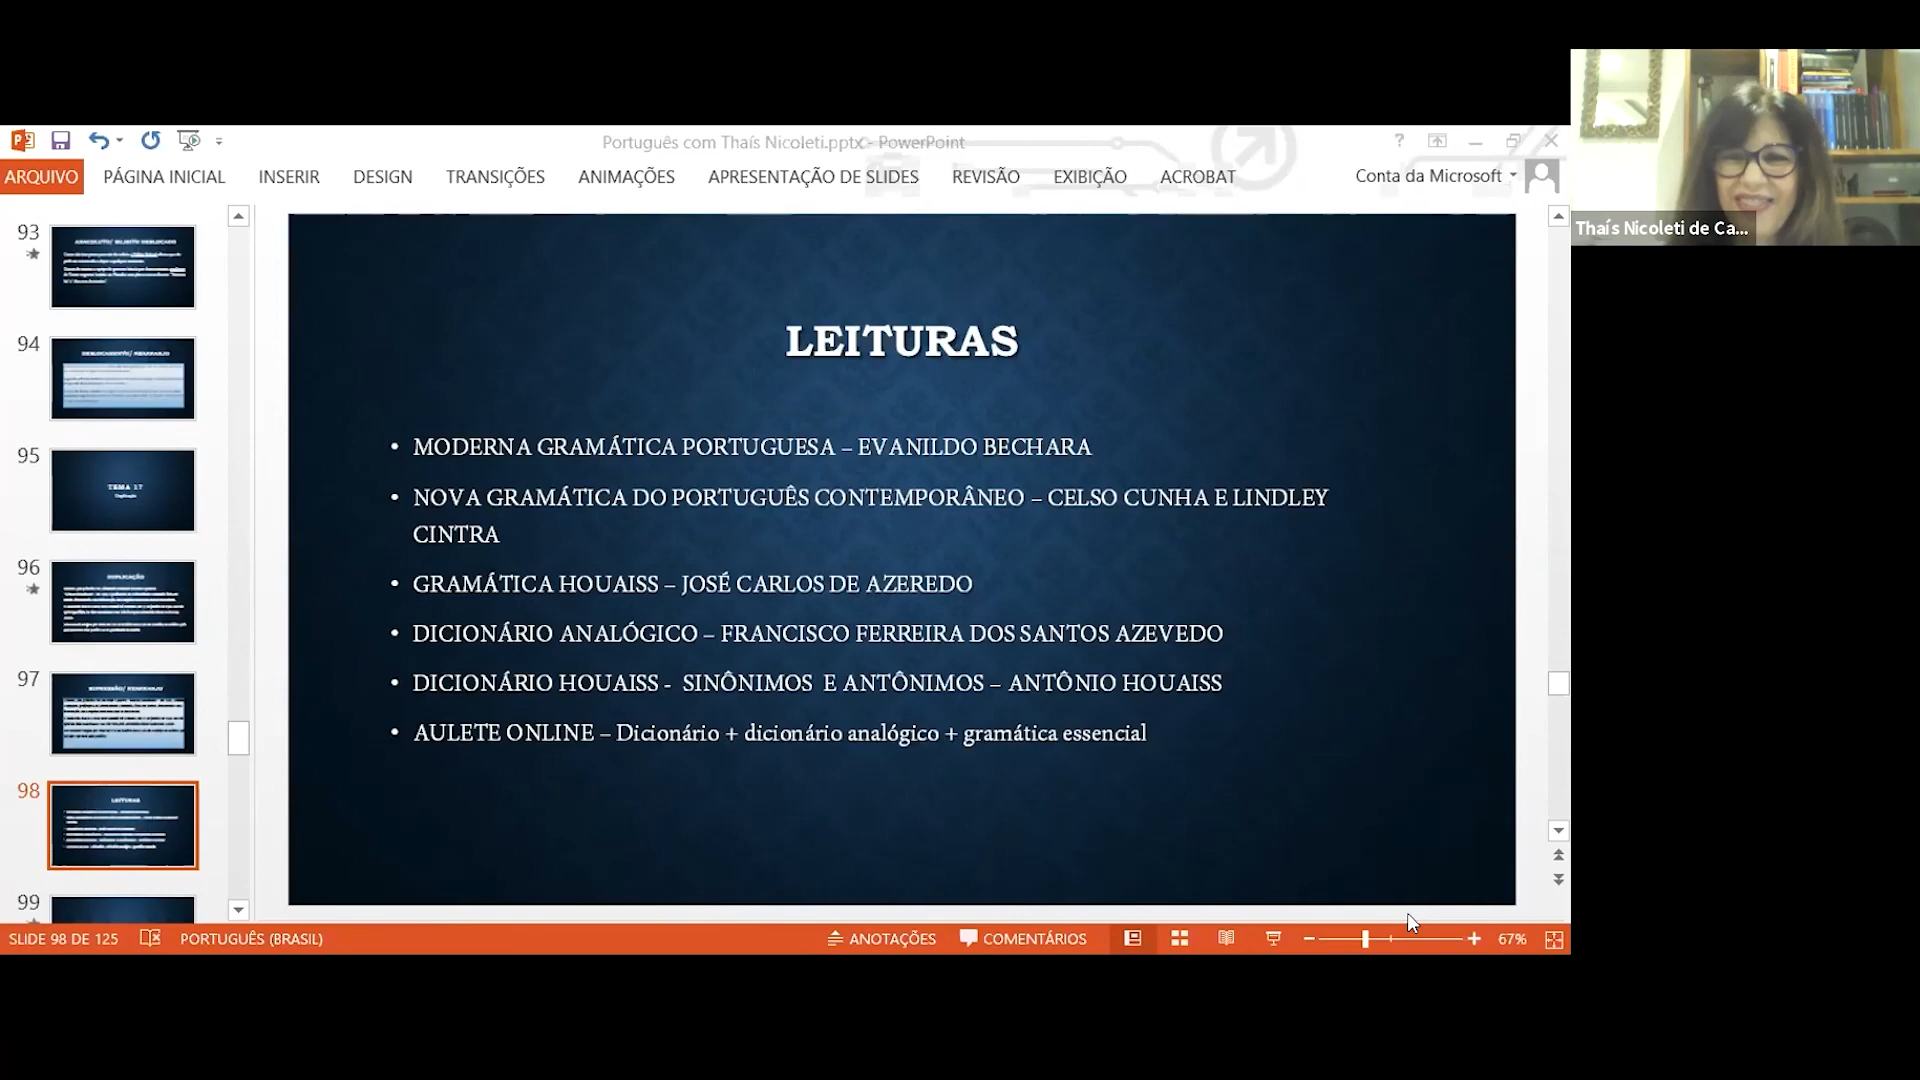 Português com Thaís Nicoleti.pptx - PowerPoint
?
ARQUIVO PÁGINA INICIAL INSERIR DESIGN TRANSIÇÕES ANIMAÇÕES APRESENTAÇÃO DE SLIDES REVISÃO EXIBIÇÃO ACROBAT Conta da Microsoft
Thaís Nicoleti de Ca...
93
94
95
TEMA 17
96
97
98
LEITURAS
99
LEITURAS
• MODERNA GRAMÁTICA PORTUGUESA – EVANILDO BECHARA
• NOVA GRAMÁTICA DO PORTUGUÊS CONTEMPORÂNEO – CELSO CUNHA E LINDLEY
CINTRA
• GRAMÁTICA HOUAISS – JOSÉ CARLOS DE AZEREDO
• DICIONÁRIO ANALÓGICO – FRANCISCO FERREIRA DOS SANTOS AZEVEDO
• DICIONÁRIO HOUAISS - SINÔNIMOS E ANTÔNIMOS – ANTÔNIO HOUAISS
• AULETE ONLINE – Dicionário + dicionário analógico + gramática essencial
SLIDE 98 DE 125 PORTUGUÊS (BRASIL) ANOTAÇÕES COMENTÁRIOS 67%